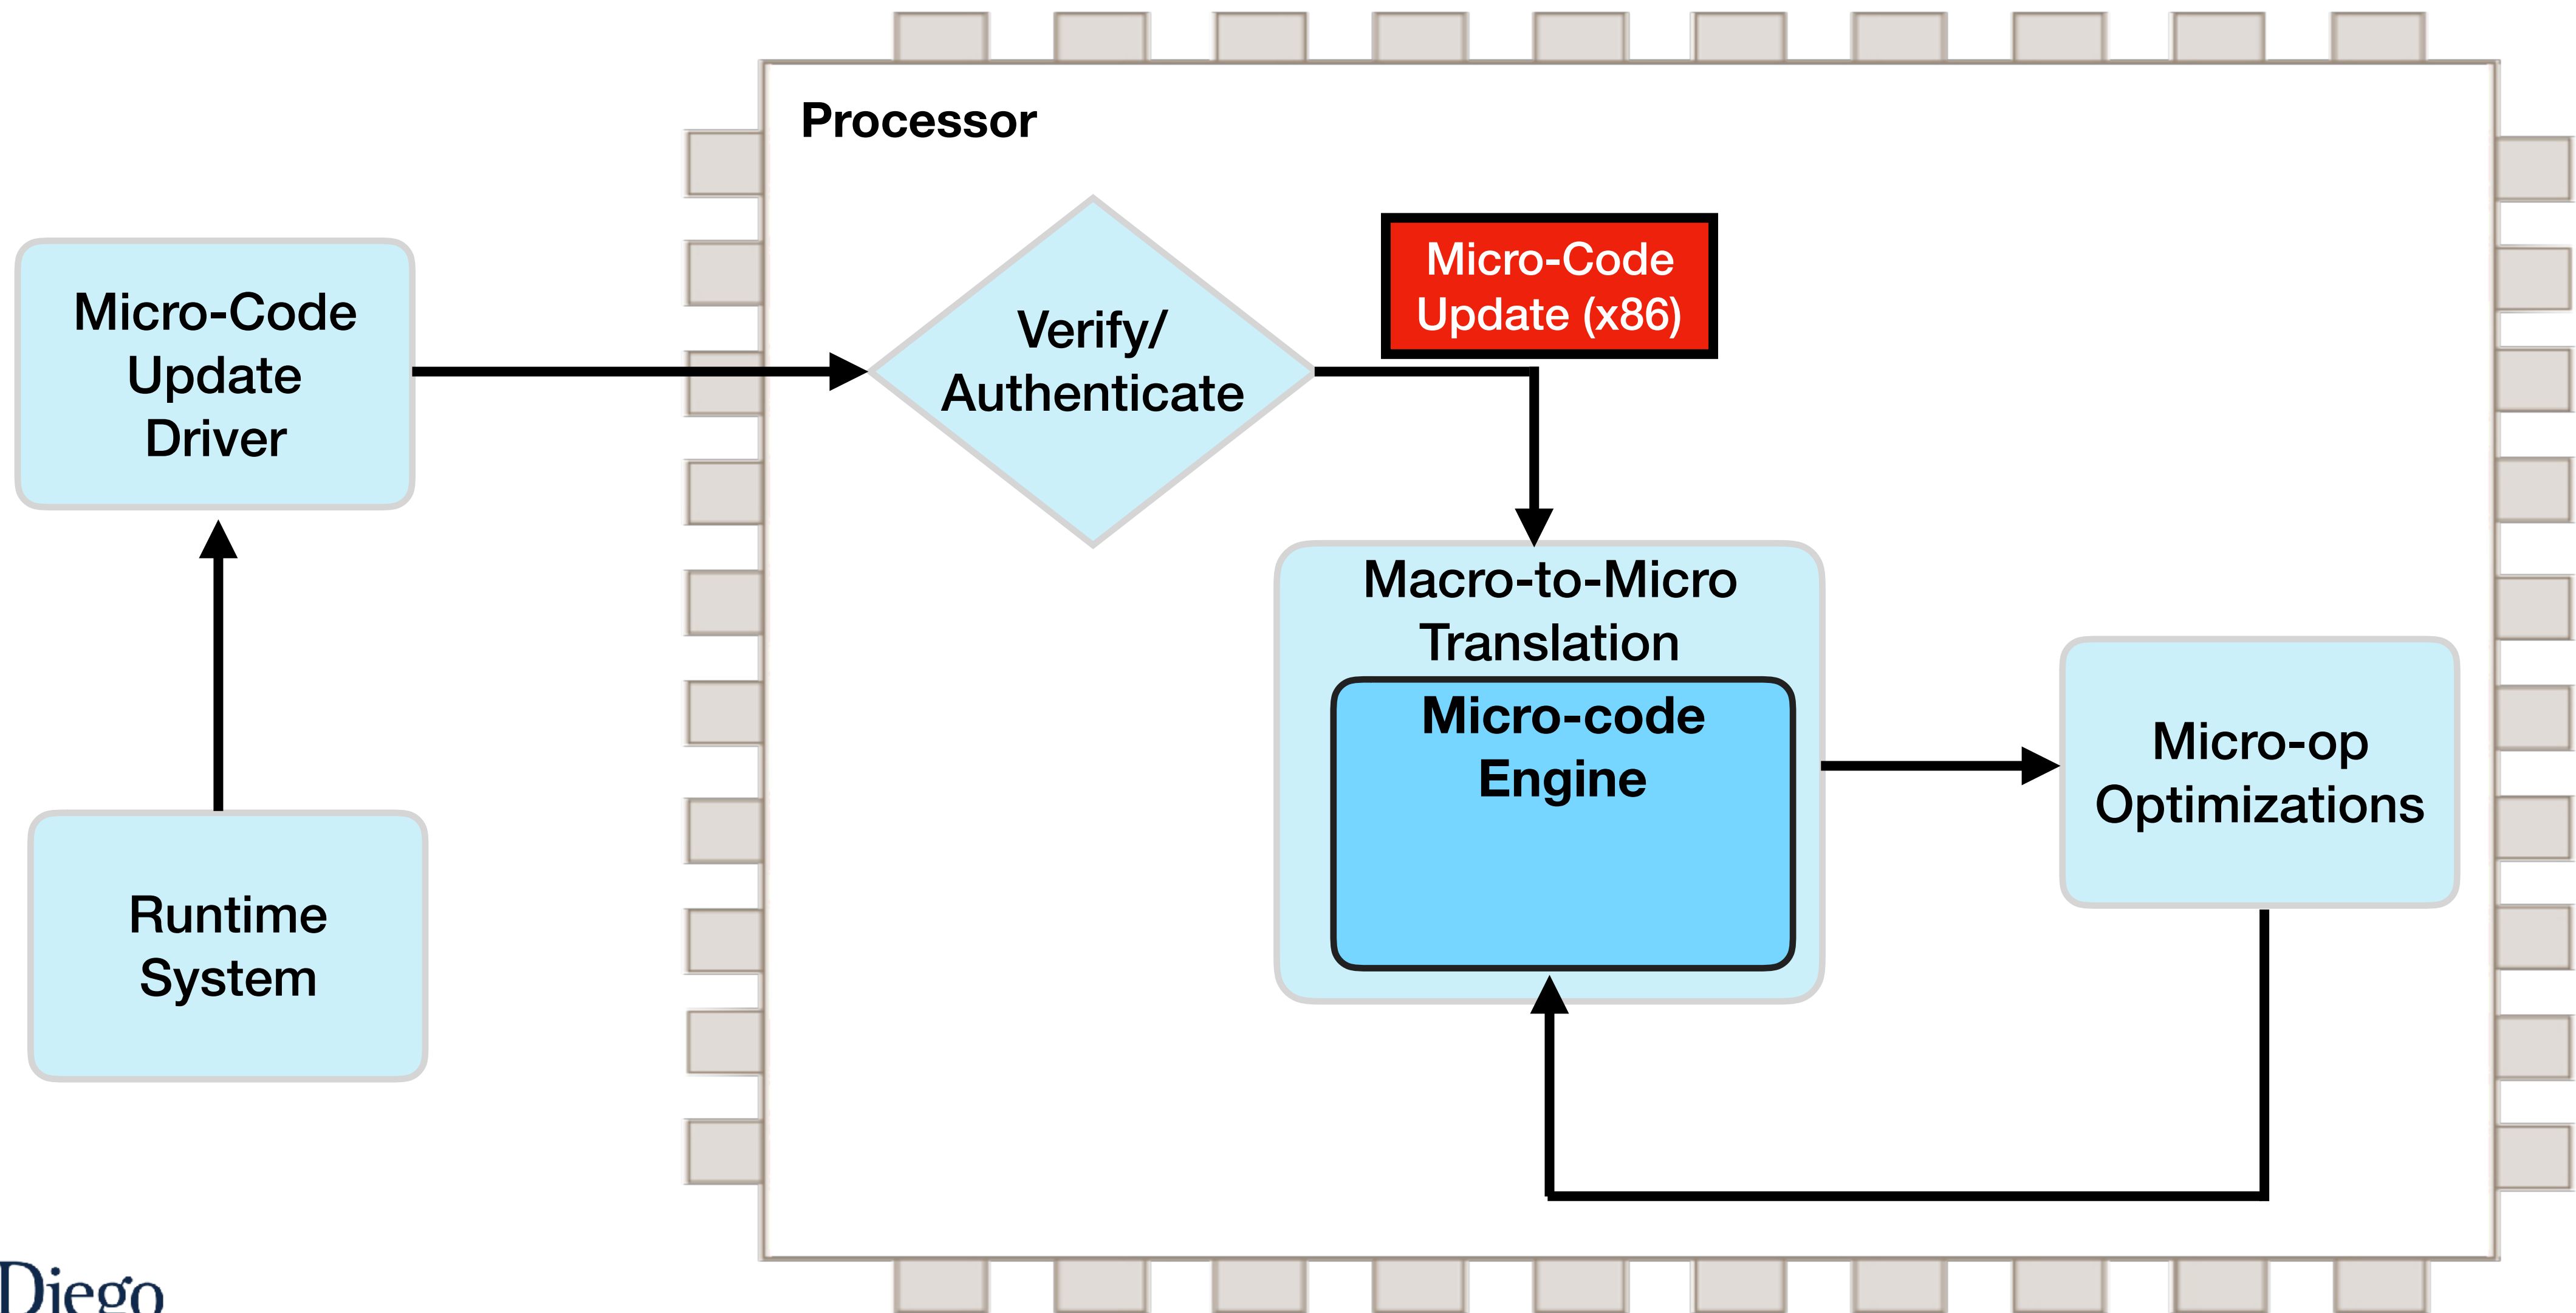 Processor
Micro-Code
Update
Driver
Verify/
Authenticate
Micro-Code
Update (x86)
Macro-to-Micro
Translation
Micro-code
Engine
Micro-op
Optimizations
Runtime
System
Diego